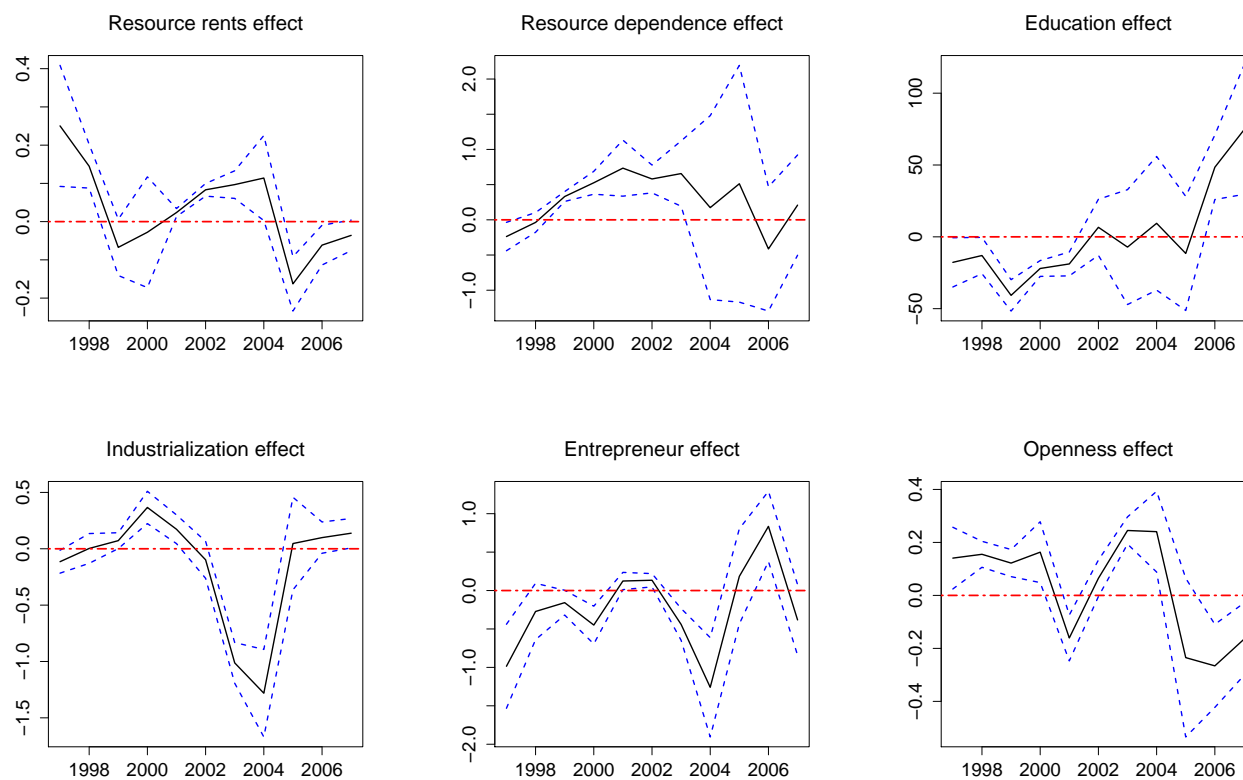 Resource rents effect
0.4
0.2
0.0
−0.2
1998 2000 2002 2004 2006
Resource dependence effect
2.0
1.0
0.0
−1.0
1998 2000 2002 2004 2006
Education effect
100
50
0
−50
1998 2000 2002 2004 2006
Industrialization effect
0.5
0.0
−0.5
−1.0
−1.5
1998 2000 2002 2004 2006
Entrepreneur effect
1.0
0.0
−1.0
−2.0
1998 2000 2002 2004 2006
Openness effect
0.4
0.2
0.0
−0.2
−0.4
1998 2000 2002 2004 2006